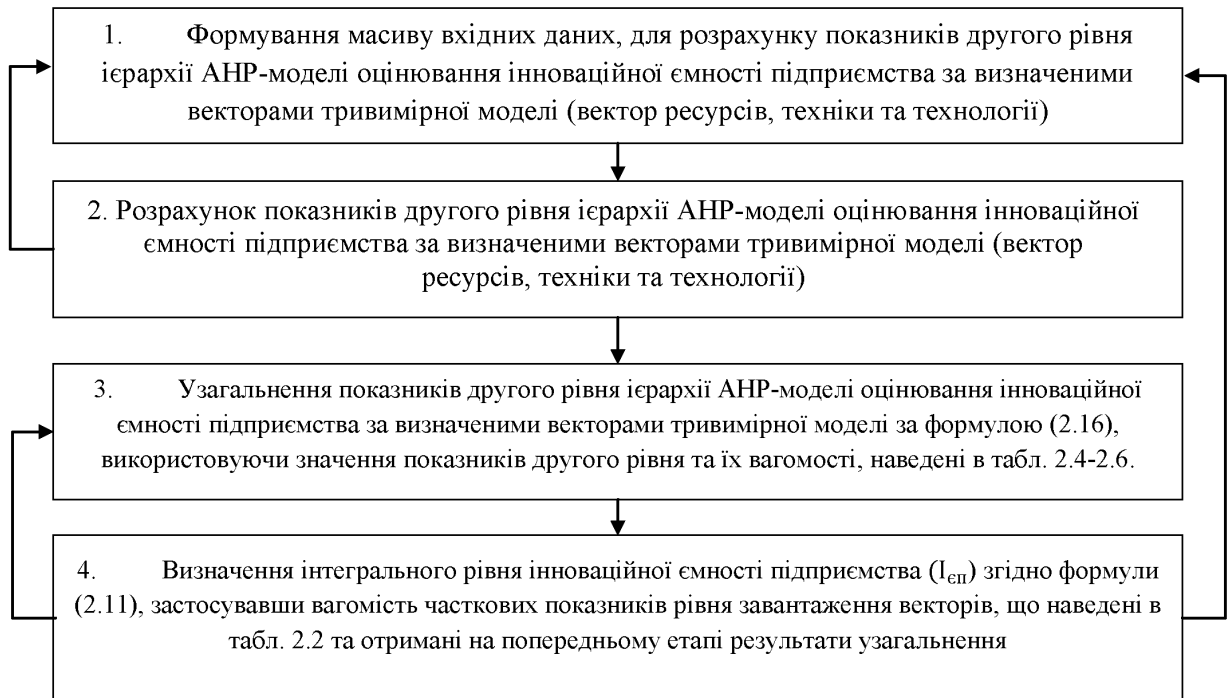 1. Формування масиву вхідних даних, для розрахунку показників другого рівня
ієрархії АНР-моделі оцінювання інноваційної ємності підприємства за визначеними
векторами тривимірної моделі (вектор ресурсів, техніки та технології)
2. Розрахунок показників другого рівня ієрархії АНР-моделі оцінювання інноваційної
ємності підприємства за визначеними векторами тривимірної моделі (вектор
ресурсів, техніки та технології)
3. Узагальнення показників другого рівня ієрархії АНР-моделі оцінювання інноваційної
ємності підприємства за визначеними векторами тривимірної моделі за формулою (2.16),
використовуючи значення показників другого рівня та їх вагомості, наведені в табл. 2.4-2.6.
4. Визначення інтегрального рівня інноваційної ємності підприємства (Iєп) згідно формули
(2.11), застосувавши вагомість часткових показників рівня завантаження векторів, що наведені в
табл. 2.2 та отримані на попередньому етапі результати узагальнення